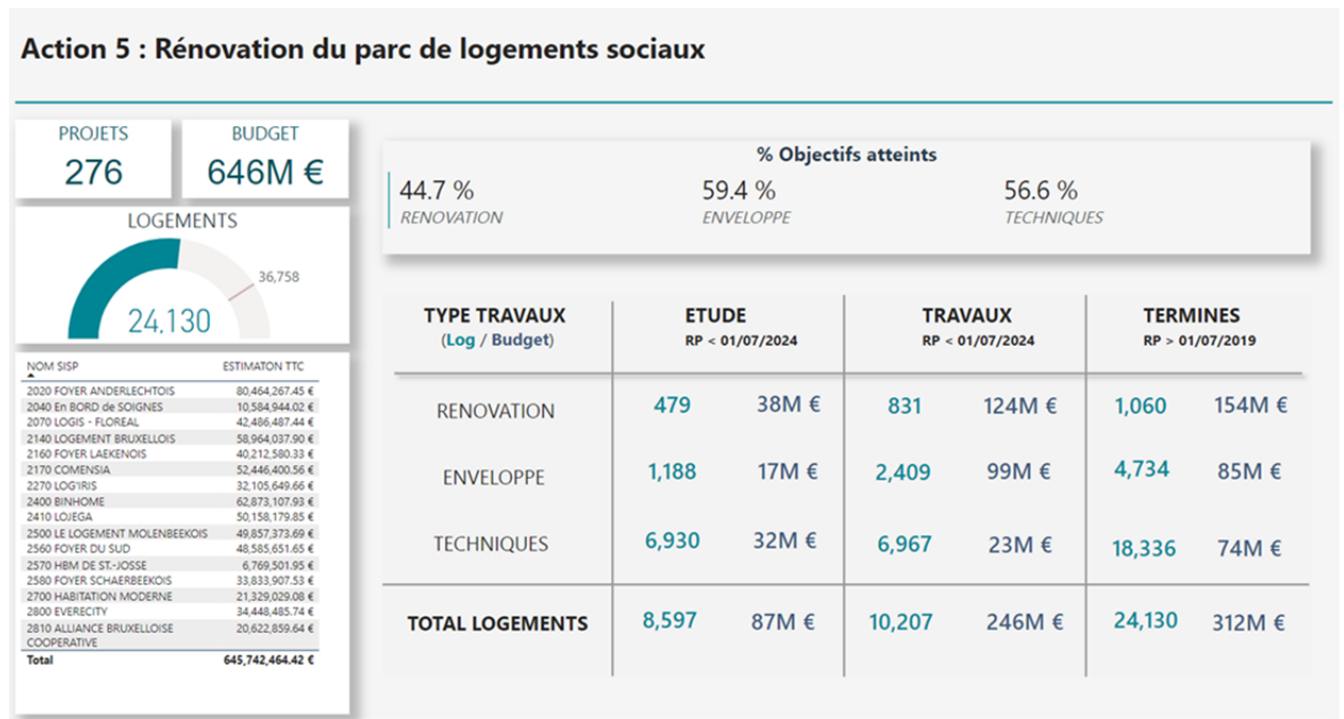 Action 5 : Rénovation du parc de logements sociaux
PROJETS
276
BUDGET
646M €
LOGEMENTS
36,758
24,130
NOM SISP ESTIMATON TTC
2020 FOYER ANDERLECHTOIS 80,464,267.45 €
2040 En BORD de SOIGNES 10,584,944.02 €
2070 LOGIS - FLOREAL 42,486,487.44 €
2140 LOGEMENT BRUXELLOIS 58,964,037.90 €
2160 FOYER LAEKENOIS 40,212,580.33 €
2170 COMENSIA 52,446,400.56 €
2270 LOG'IRIS 32,105,649.66 €
2400 BINHOME 62,873,107.93 €
2410 LOJEGA 50,158,179.85 €
2500 LE LOGEMENT MOLENBEEKOIS 49,857,373.69 €
2560 FOYER DU SUD 48,585,651.65 €
2570 HBM DE ST.-JOSSE 6,769,501.95 €
2580 FOYER SCHAERBEEKOIS 33,833,907.53 €
2700 HABITATION MODERNE 21,329,029.08 €
2800 EVERECITY 34,448,485.74 €
2810 ALLIANCE BRUXELLOISE 20,622,859.64 €
COOPERATIVE
Total 645,742,464.42 €
% Objectifs atteints
44.7 % 59.4 % 56.6 %
RENOVATION ENVELOPPE TECHNIQUES
TYPE TRAVAUX ETUDE TRAVAUX TERMINES
(Log / Budget) RP < 01/07/2024 RP < 01/07/2024 RP > 01/07/2019
RENOVATION 479 38M € 831 124M € 1,060 154M €
ENVELOPPE 1,188 17M € 2,409 99M € 4,734 85M €
TECHNIQUES 6,930 32M € 6,967 23M € 18,336 74M €
TOTAL LOGEMENTS 8,597 87M € 10,207 246M € 24,130 312M €